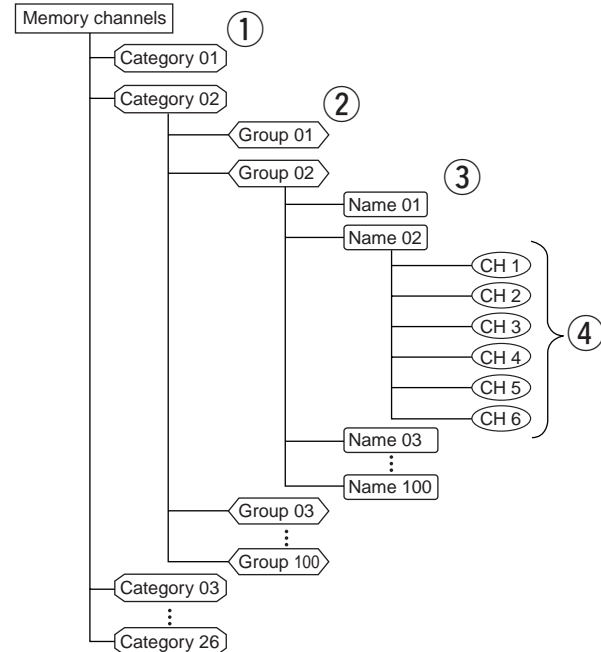 Memory channels
①
Category 01
Category 02
②
Group 01
Group 02
③
Name 01
Name 02
CH 1
CH 2
CH 3
④
CH 4
CH 5
CH 6
Name 03
Name 100
Group 03
Group 100
Category 03
Category 26